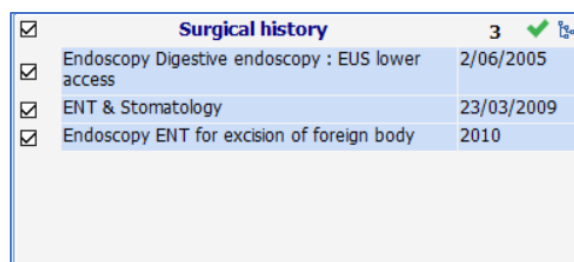 Surgical history 3
Endoscopy Digestive endoscopy : EUS lower 2/06/2005
access
ENT & Stomatology 23/03/2009
Endoscopy ENT for excision of foreign body 2010